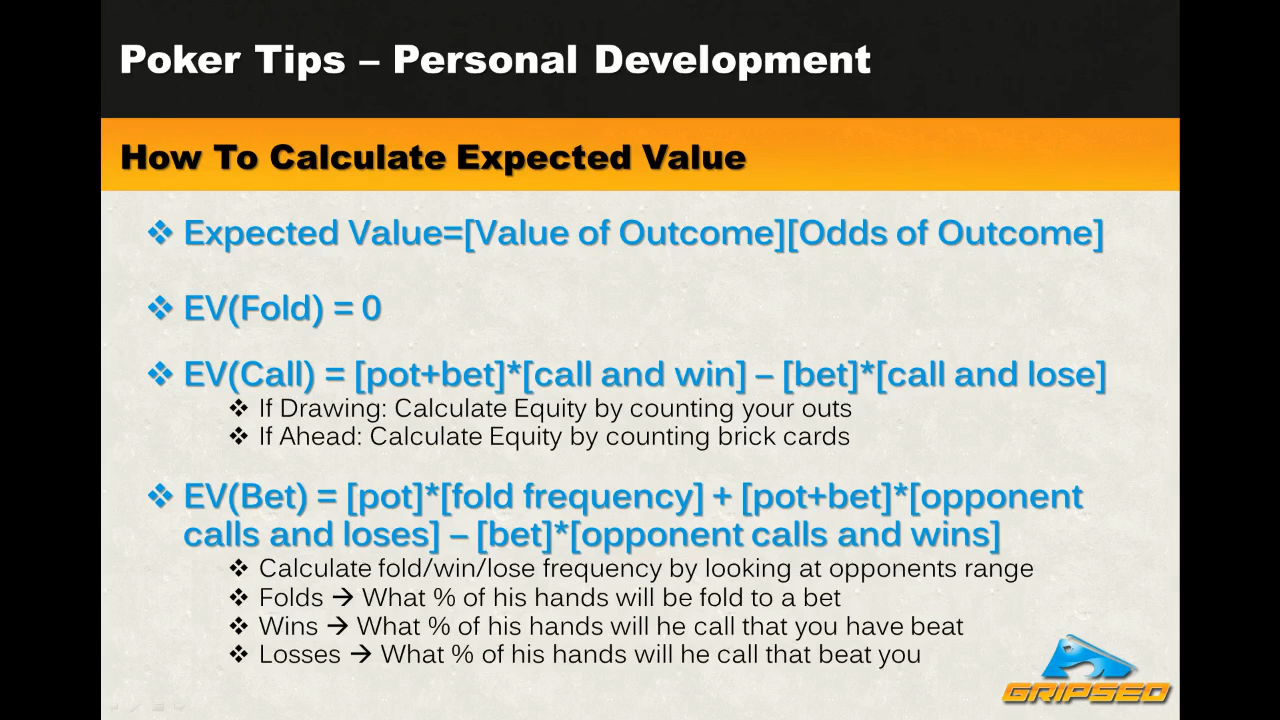 Poker Tips – Personal Development
How To Calculate Expected Value
❖ Expected Value=[Value of Outcome][Odds of Outcome]
❖ EV(Fold) = 0
❖ EV(Call) = [pot+bet]*[call and win] – [bet]*[call and lose]
❖ If Drawing: Calculate Equity by counting your outs
❖ If Ahead: Calculate Equity by counting brick cards
❖ EV(Bet) = [pot]*[fold frequency] + [pot+bet]*[opponent
calls and loses] – [bet]*[opponent calls and wins]
❖ Calculate fold/win/lose frequency by looking at opponents range
❖ Folds → What % of his hands will be fold to a bet
❖ Wins → What % of his hands will he call that you have beat
❖ Losses → What % of his hands will he call that beat you
GRIPSED